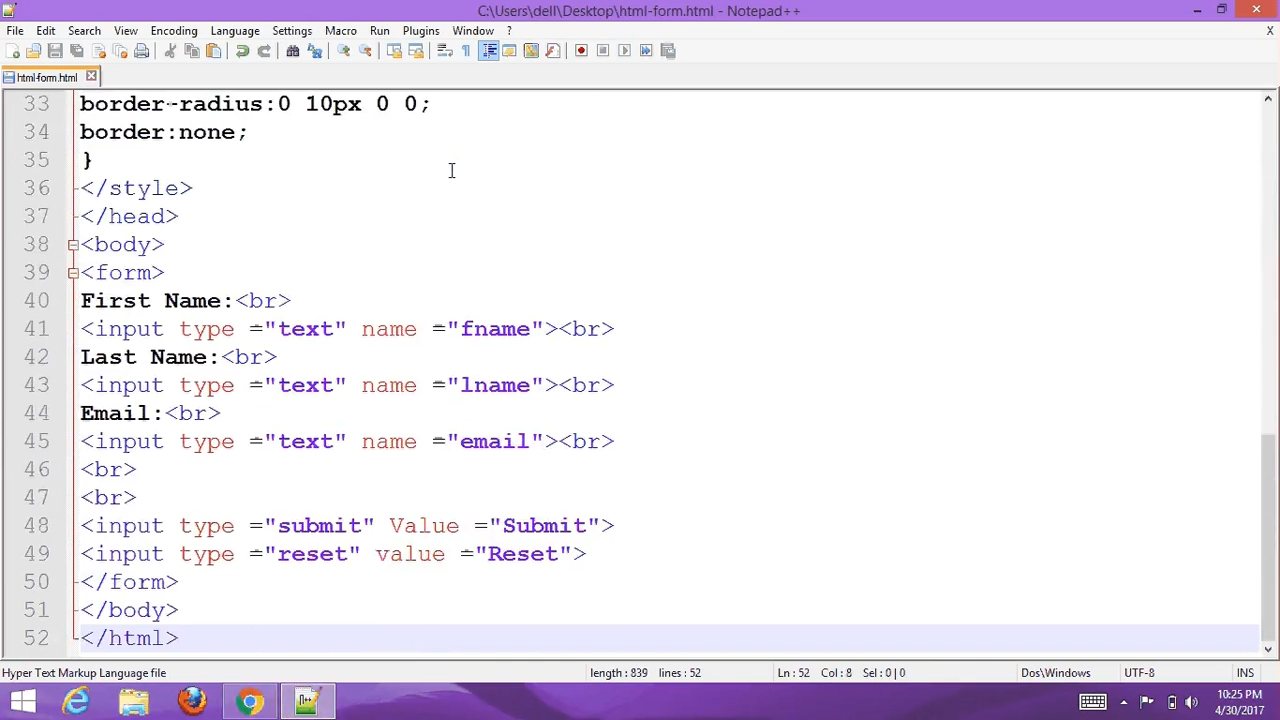 C:\Users\dell\Desktop\html-form.html - Notepad++
File Edit Search View Encoding Language Settings Macro Run Plugins Window ? X
html-form.html
33 border-radius:0 10px 0 0;
34 border:none;
35 }
36 </style>
37 </head>
38 <body>
39 <form>
40 First Name:<br>
41 <input type ="text" name ="fname"><br>
42 Last Name:<br>
43 <input type ="text" name ="lname"><br>
44 Email:<br>
45 <input type ="text" name ="email"><br>
46 <br>
47 <br>
48 <input type ="submit" Value ="Submit">
49 <input type ="reset" value ="Reset">
50 </form>
51 </body>
52 </html>
Hyper Text Markup Language file length : 839 lines : 52 Ln : 52 Col : 8 Sel : 0 | 0 Dos\Windows UTF-8 INS
10:25 PM
4/30/2017